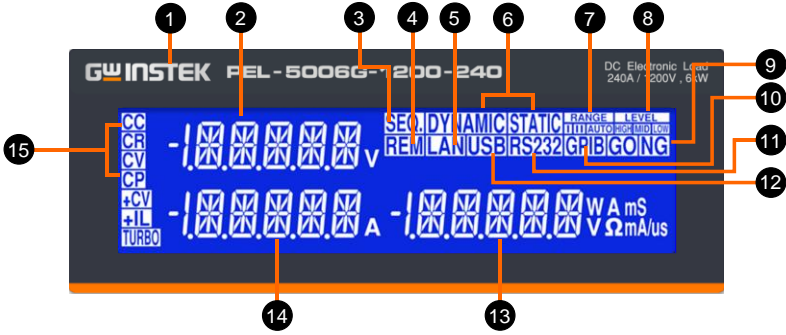 1 2 3 4 5 6 7 8
GWINSTEK PEL-5006G-1200-240
DC Electronic Load
240A / 1200V , 6kW
9
10
11
12
15
CC
CR
CV
CP
+CV
+IL
TURBO
V
SEQ. DYNAMIC STATIC RANGE LEVEL
I II III AUTO HIGH MID LOW
REM LAN USB RS232 GPIB GO NG
A
W A mS
V Ω mA/us
14 13